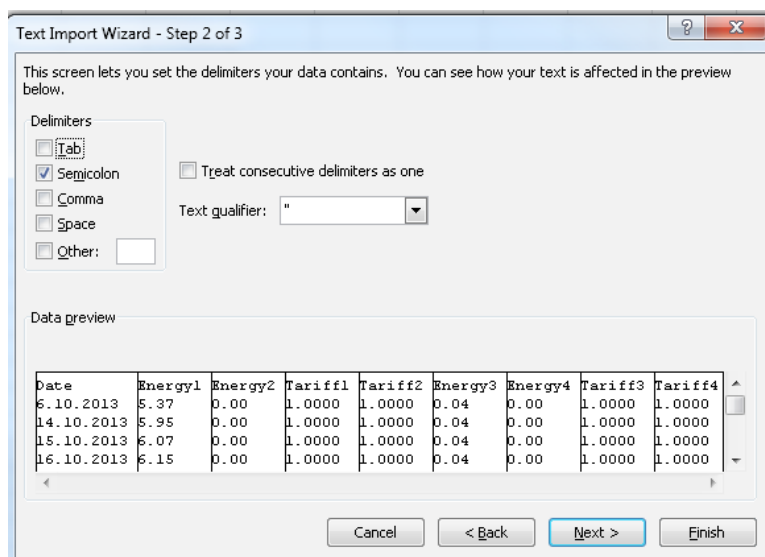 Text Import Wizard - Step 2 of 3
This screen lets you set the delimiters your data contains. You can see how your text is affected in the preview
below.
Delimiters
Tab
Semicolon
Comma
Space
Other:
Treat consecutive delimiters as one
Text qualifier: "
Data preview
Date Energy1 Energy2 Tariff1 Tariff2 Energy3 Energy4 Tariff3 Tariff4
6.10.2013 5.37 0.00 1.0000 1.0000 0.04 0.00 1.0000 1.0000
14.10.2013 5.95 0.00 1.0000 1.0000 0.04 0.00 1.0000 1.0000
15.10.2013 6.07 0.00 1.0000 1.0000 0.04 0.00 1.0000 1.0000
16.10.2013 6.15 0.00 1.0000 1.0000 0.04 0.00 1.0000 1.0000
Cancel < Back Next > Finish